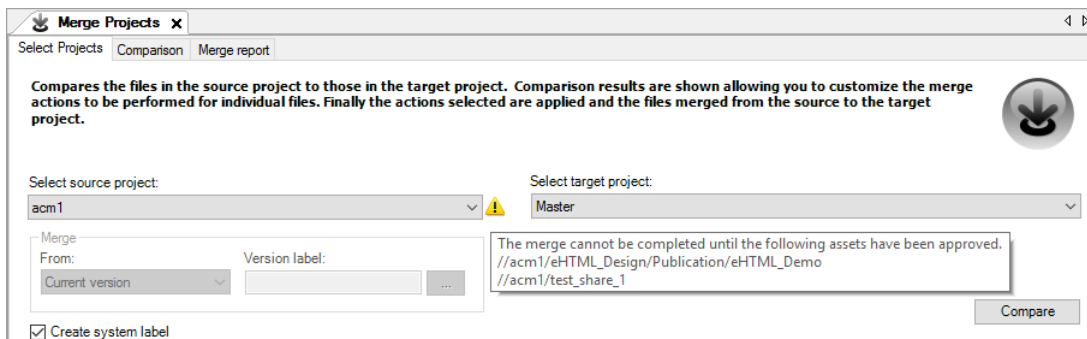 Merge Projects x
Select Projects Comparison Merge report
Compares the files in the source project to those in the target project. Comparison results are shown allowing you to customize the merge
actions to be performed for individual files. Finally the actions selected are applied and the files merged from the source to the target
project.
Select source project:
Select target project:
acm1
Master
Merge
From:
Version label:
Current version
...
The merge cannot be completed until the following assets have been approved.
//acm1/eHTML_Design/Publication/eHTML_Demo
//acm1/test_share_1
Compare
Create system label